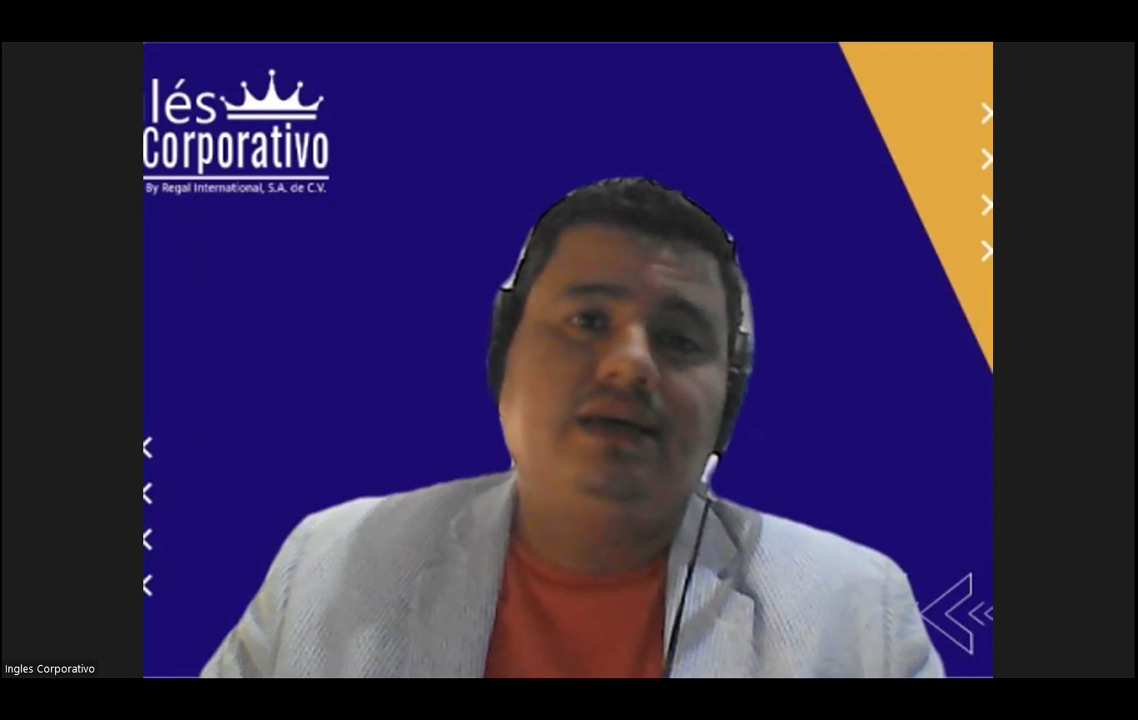 lés
Corporativo
By Regal International, S.A. de C.V.
Ingles Corporativo